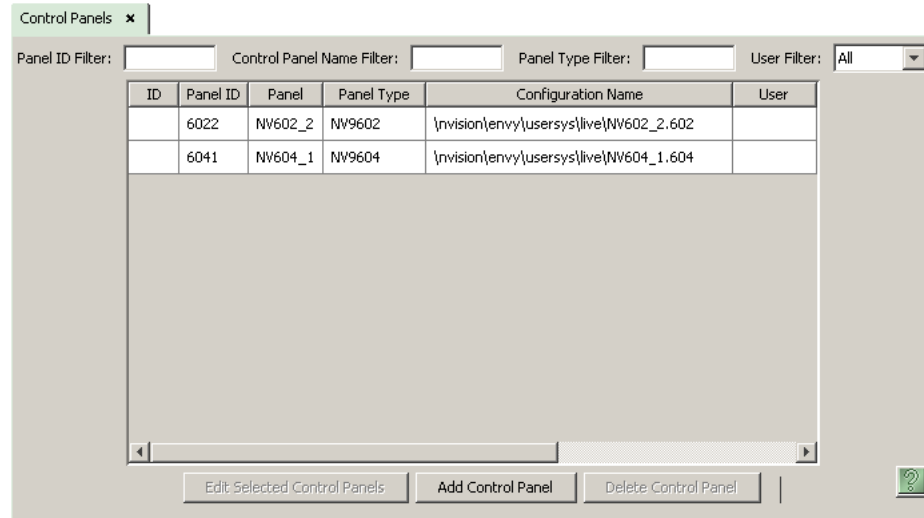 Control Panels ×
Panel ID Filter: Control Panel Name Filter: Panel Type Filter: User Filter: All
ID Panel ID Panel Panel Type Configuration Name User
6022 NV602_2 NV9602 \nvision\envy\usersys\live\NV602_2.602
6041 NV604_1 NV9604 \nvision\envy\usersys\live\NV604_1.604
Edit Selected Control Panels Add Control Panel Delete Control Panel ?